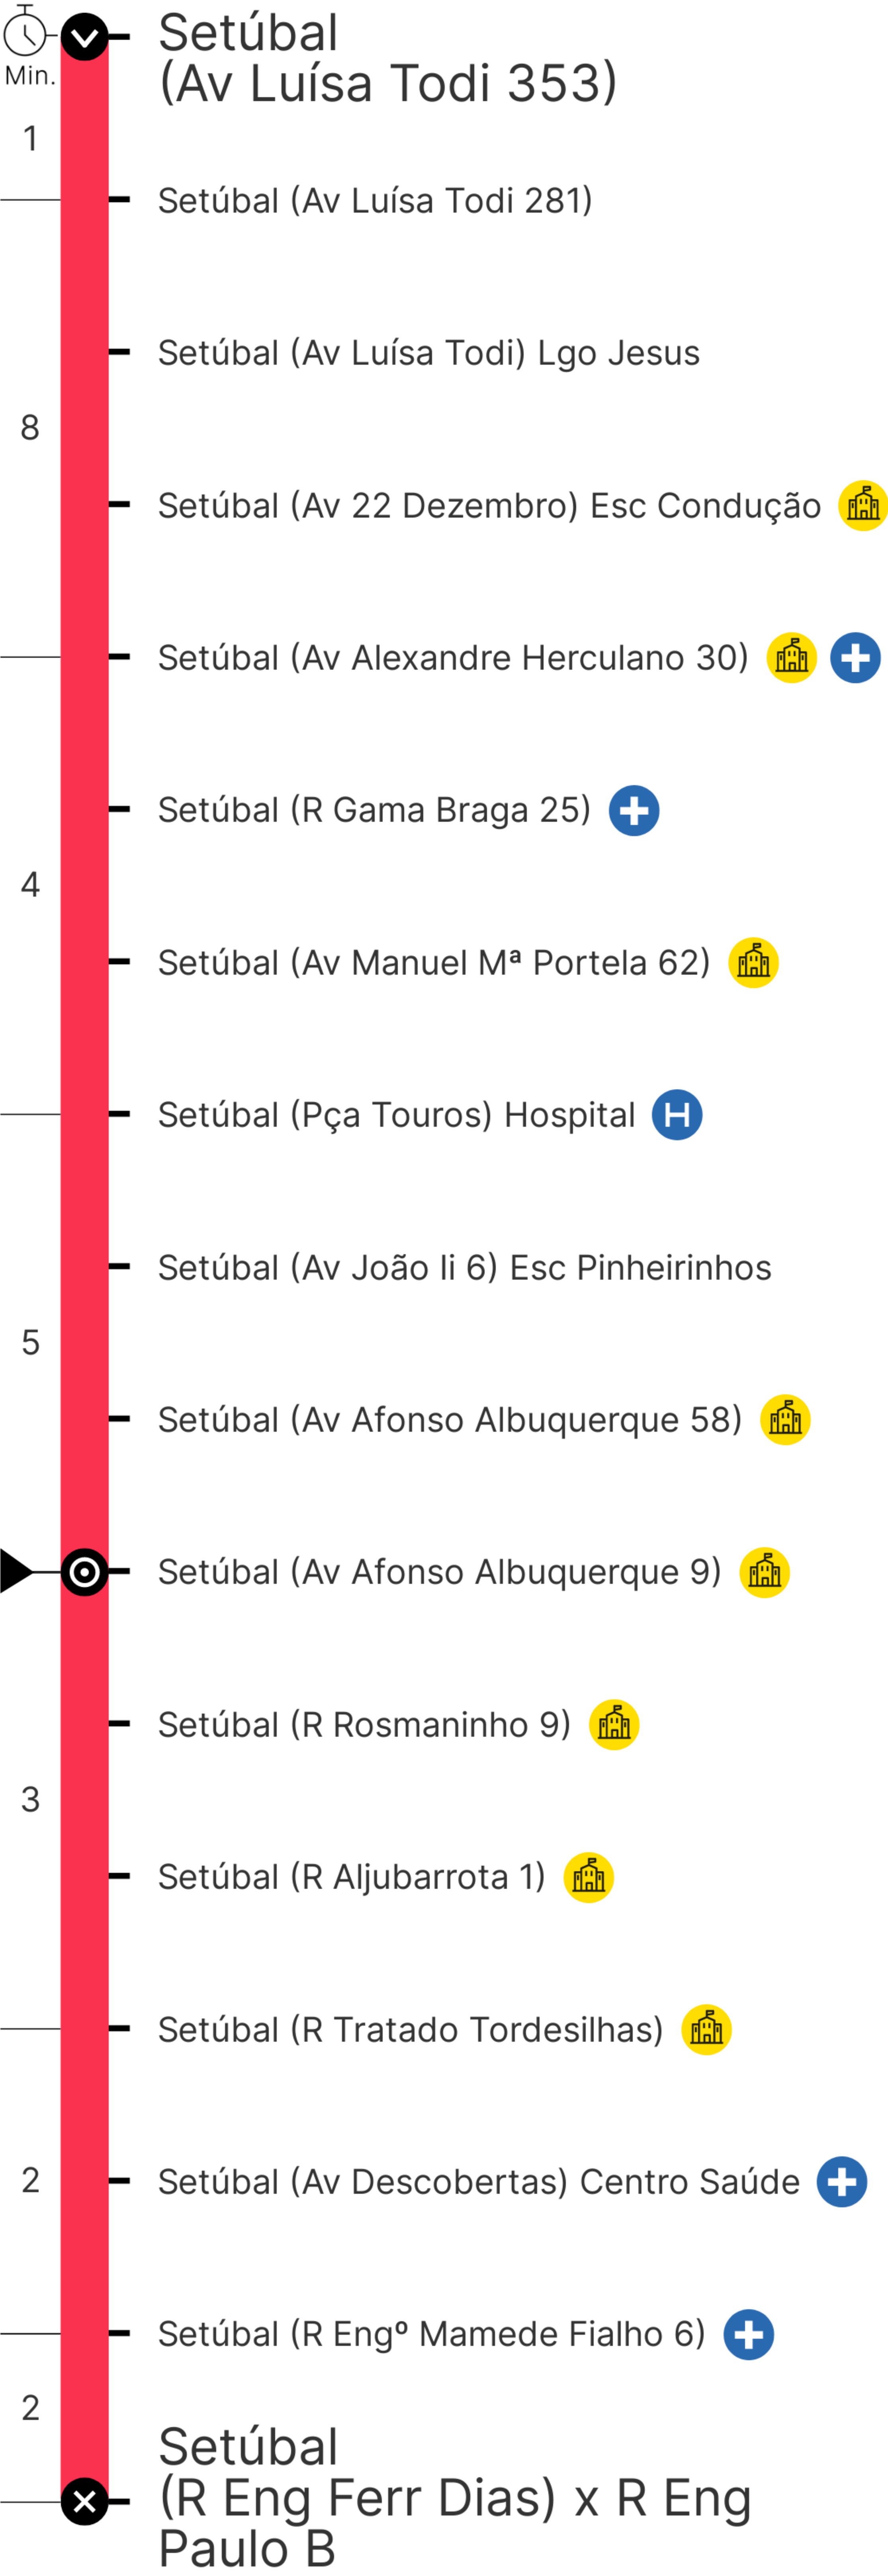 Setúbal
(Av Luísa Todi 353)
Min.
1
Setúbal (Av Luísa Todi 281)
Setúbal (Av Luísa Todi) Lgo Jesus
8
Setúbal (Av 22 Dezembro) Esc Condução
Setúbal (Av Alexandre Herculano 30)
Setúbal (R Gama Braga 25)
4
Setúbal (Av Manuel Mª Portela 62)
Setúbal (Pça Touros) Hospital H
Setúbal (Av João Ii 6) Esc Pinheirinhos
5
Setúbal (Av Afonso Albuquerque 58)
Setúbal (Av Afonso Albuquerque 9)
Setúbal (R Rosmaninho 9)
3
Setúbal (R Aljubarrota 1)
Setúbal (R Tratado Tordesilhas)
2
Setúbal (Av Descobertas) Centro Saúde
Setúbal (R Engº Mamede Fialho 6)
2
Setúbal
(R Eng Ferr Dias) x R Eng
Paulo B